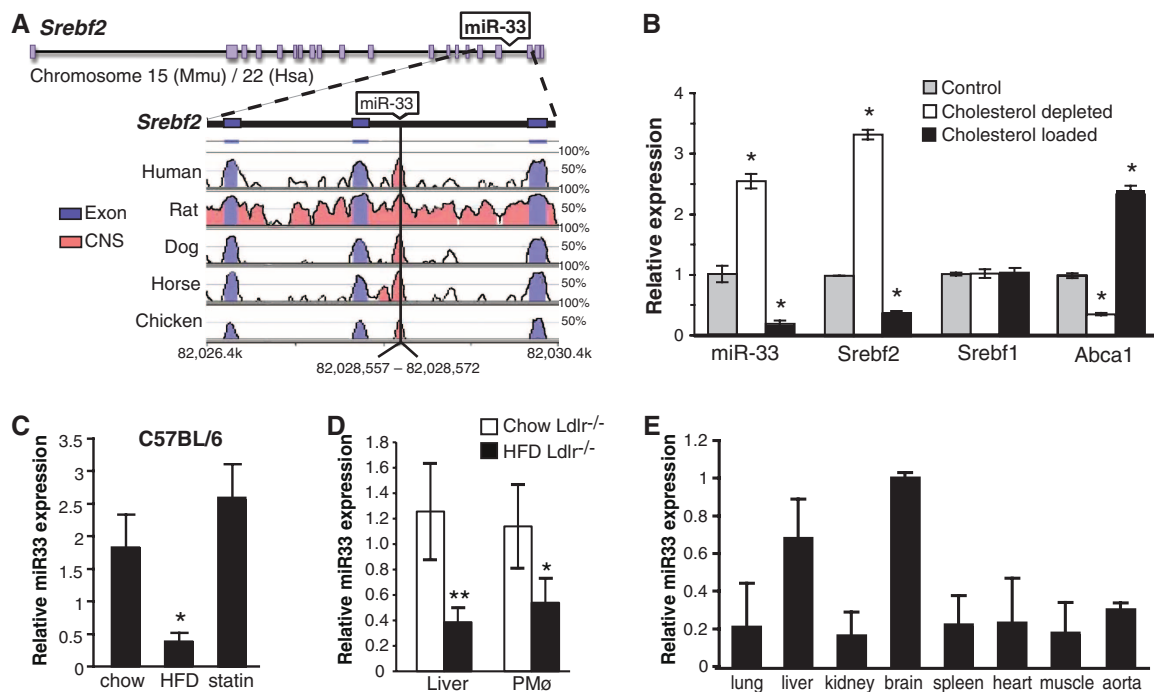 A
Srebf2
miR-33
Chromosome 15 (Mmu) / 22 (Hsa)
miR-33
Srebf2
100%
Human
50%
100%
Rat
50%
100%
Dog
50%
100%
Horse
50%
100%
Chicken
50%
Exon
CNS
82,026.4k
82,030.4k
82,028,557 – 82,028,572
B
Control
Cholesterol depleted
Cholesterol loaded
Relative expression
4
3
2
1
0
*
*
*
*
*
*
miR-33
Srebf2
Srebf1
Abca1
C
C57BL/6
Relative miR33 expression
3.5
3
2.5
2
1.5
1
0.5
0
*
chow
HFD
statin
D
Chow Ldlr-/-
HFD Ldlr-/-
Relative miR33 expression
1.8
1.6
1.4
1.2
1.0
0.8
0.6
0.4
0.2
0
**
*
Liver
PMø
E
Relative miR33 expression
1.2
1
0.8
0.6
0.4
0.2
0
lung
liver
kidney
brain
spleen
heart
muscle
aorta